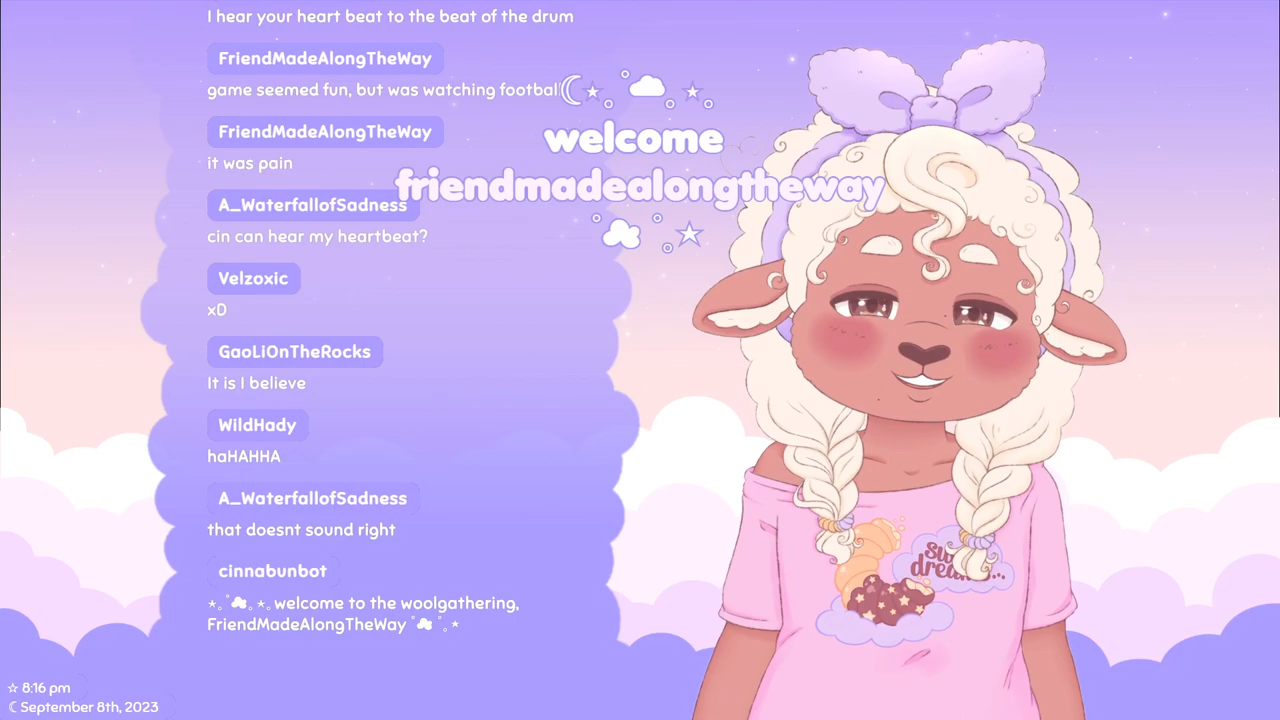 I hear your heart beat to the beat of the drum
FriendMadeAlongTheWay
game seemed fun, but was watching football
FriendMadeAlongTheWay
it was pain
A_WaterfallofSadness
cin can hear my heartbeat?
Velzoxic
xD
GaoLiOnTheRocks
It is I believe
WildHady
haHAHHA
A_WaterfallofSadness
that doesnt sound right
cinnabunbot
⋆｡˚☁︎｡⋆｡welcome to the woolgathering,
FriendMadeAlongTheWay ˚☁︎˚｡⋆
welcome
friendmadealongtheway
☆ 8:16 pm
☾ September 8th, 2023